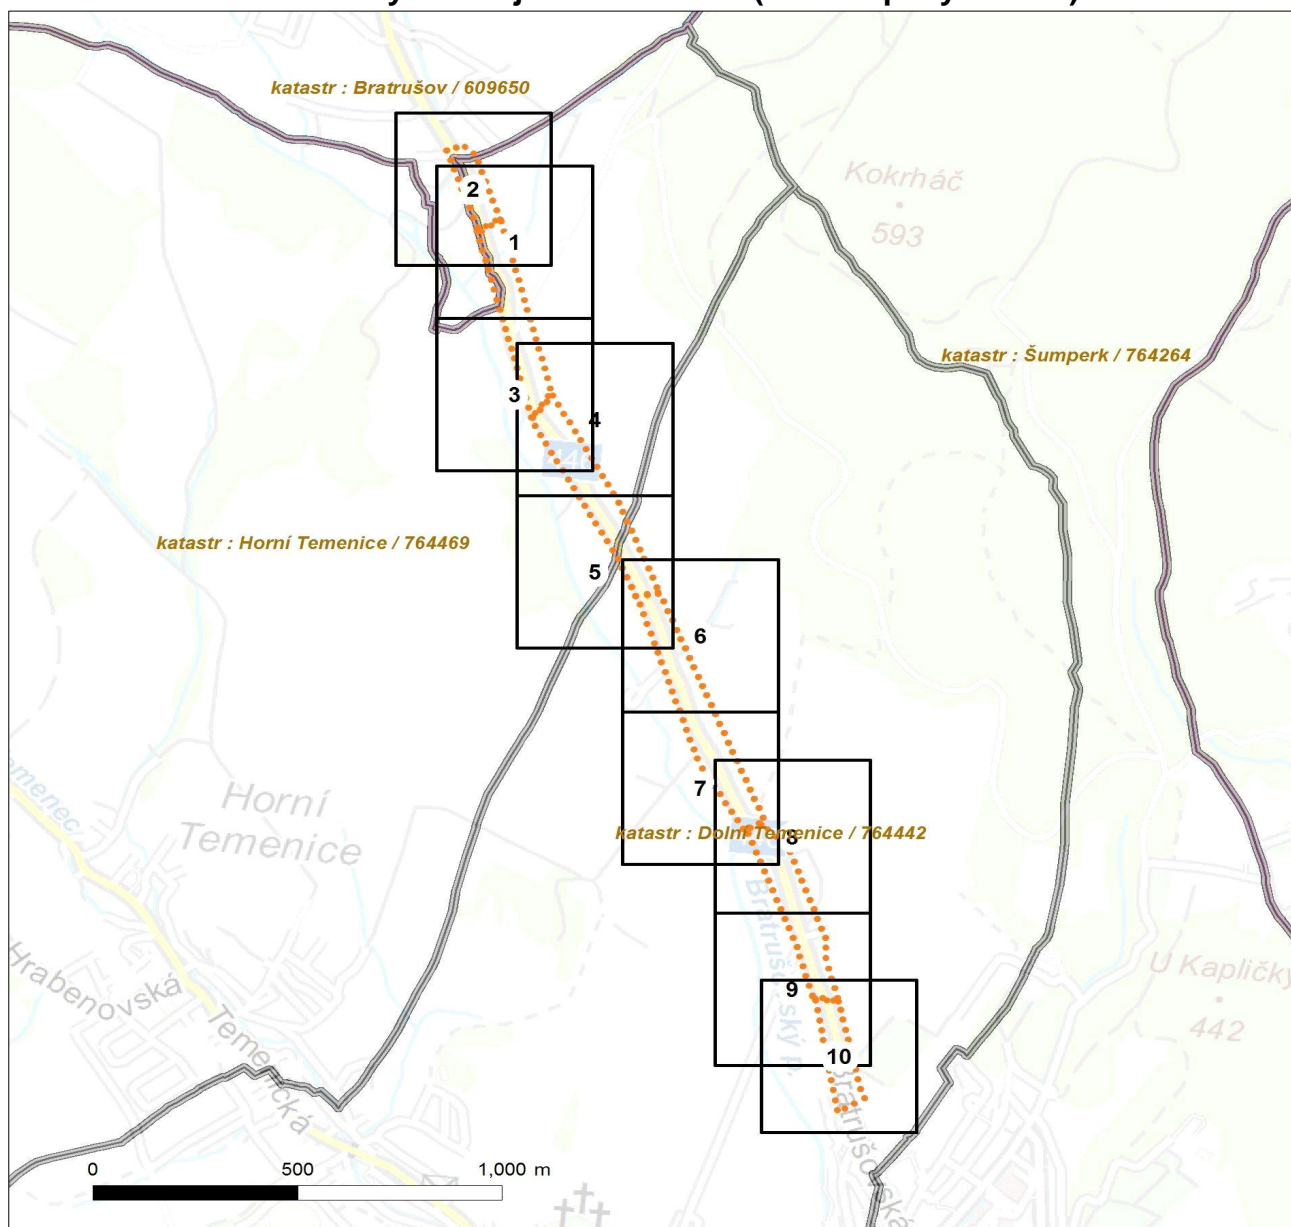 katastr : Bratrušov / 609650
Kokrháč
593
2
1
katastr : Šumperk / 764264
3
4
446
katastr : Horní Temenice / 764469
5
6
7
Horní
Temenice
katastr : Dolní Temenice / 764442
8
9
U Kapličky
442
Hrabenovská
Temenická
10
0 500 1,000 m